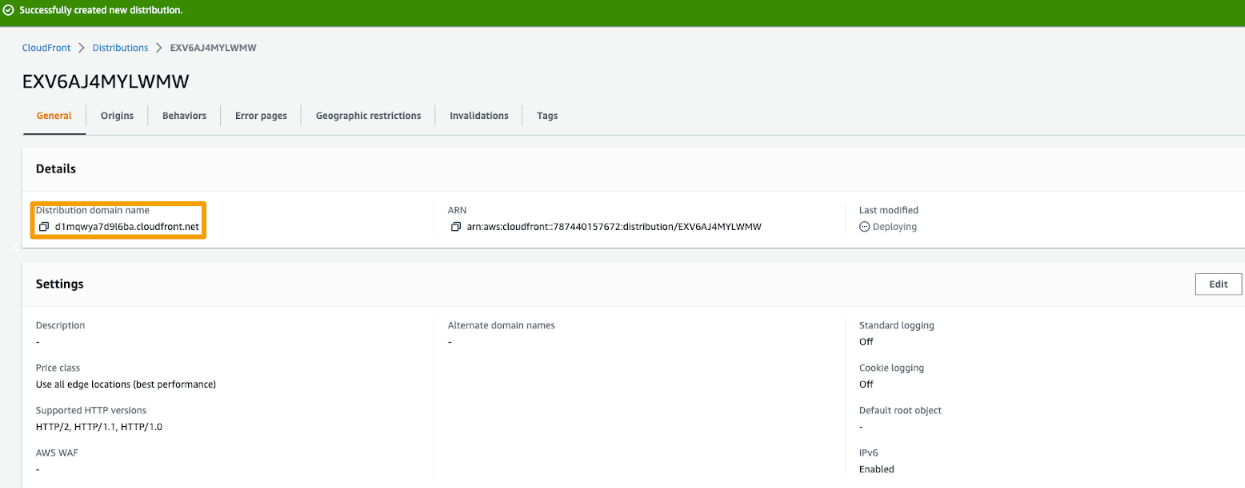 Successfully created new distribution.
CloudFront > Distributions > EXV6AJ4MYLWMW
EXV6AJ4MYLWMW
General Origins Behaviors Error pages Geographic restrictions Invalidations Tags
Details
Distribution domain name
d1mqwya7d9l6ba.cloudfront.net
ARN
arn:aws:cloudfront::787440157672:distribution/EXV6AJ4MYLWMW
Last modified
Deploying
Settings
Edit
Description
-
Price class
Use all edge locations (best performance)
Supported HTTP versions
HTTP/2, HTTP/1.1, HTTP/1.0
AWS WAF
-
Alternate domain names
-
Standard logging
Off
Cookie logging
Off
Default root object
-
IPv6
Enabled